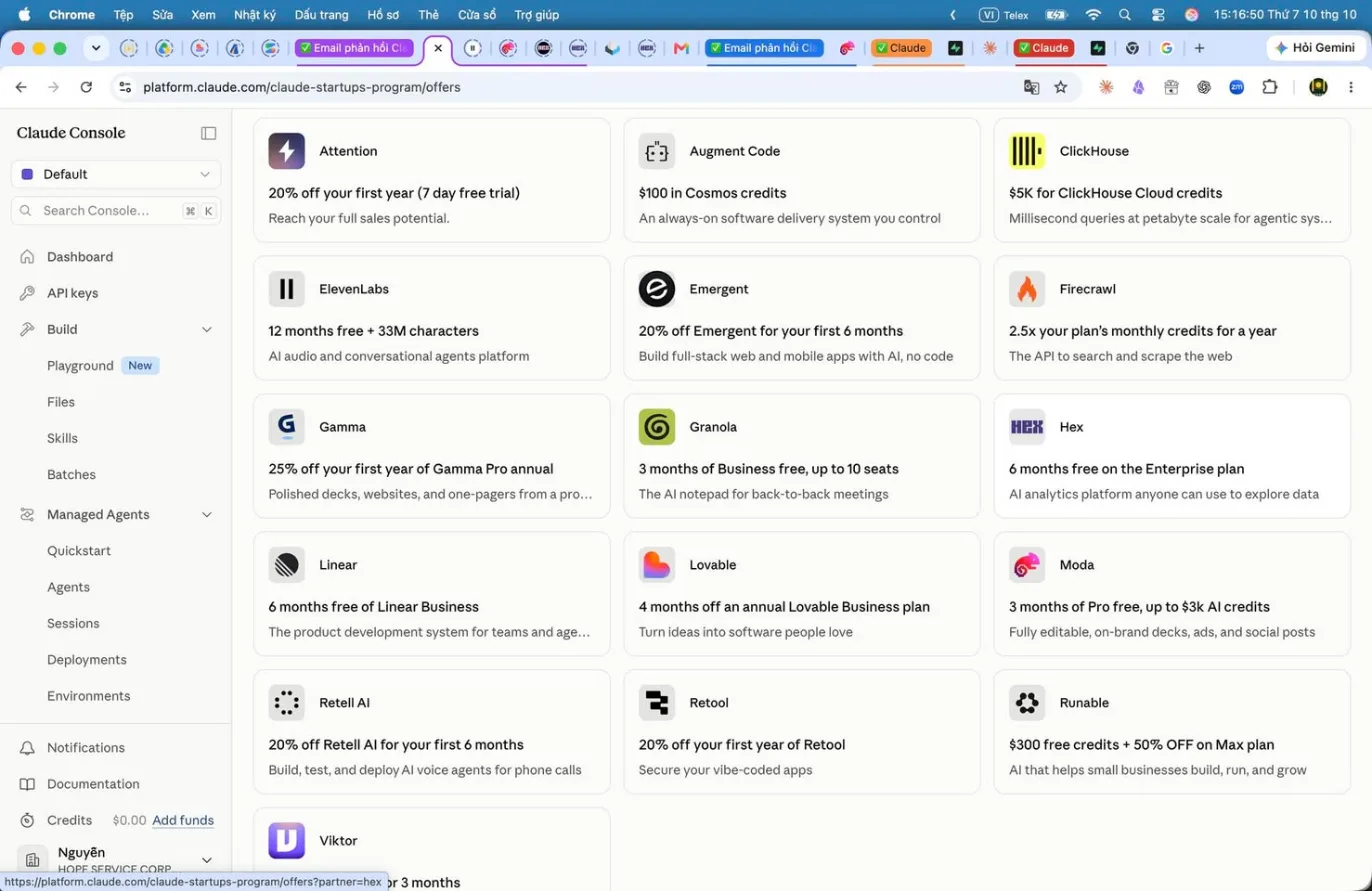 Chrome Tệp Sửa Xem Nhật ký Dấu trang Hồ sơ Thẻ Cửa sổ Trợ giúp VI Telex 15:16:50 Thứ 7 10 thg 10
Email phản hồi Cl Email phản hồi Cl Claude Claude Hỏi Gemini
platform.claude.com/claude-startups-program/offers
Claude Console
Default
Search Console… ⌘ K
Dashboard
API keys
Build
Playground New
Files
Skills
Batches
Managed Agents
Quickstart
Agents
Sessions
Deployments
Environments
Notifications
Documentation
Credits $0.00 Add funds
Nguyễn
HOPE SERVICE CORP
https://platform.claude.com/claude-startups-program/offers?partner=hex
Attention
20% off your first year (7 day free trial)
Reach your full sales potential.
Augment Code
$100 in Cosmos credits
An always-on software delivery system you control
ClickHouse
$5K for ClickHouse Cloud credits
Millisecond queries at petabyte scale for agentic sys…
ElevenLabs
12 months free + 33M characters
AI audio and conversational agents platform
Emergent
20% off Emergent for your first 6 months
Build full-stack web and mobile apps with AI, no code
Firecrawl
2.5x your plan's monthly credits for a year
The API to search and scrape the web
Gamma
25% off your first year of Gamma Pro annual
Polished decks, websites, and one-pagers from a pro…
Granola
3 months of Business free, up to 10 seats
The AI notepad for back-to-back meetings
HEX
Hex
6 months free on the Enterprise plan
AI analytics platform anyone can use to explore data
Linear
6 months free of Linear Business
The product development system for teams and age…
Lovable
4 months off an annual Lovable Business plan
Turn ideas into software people love
Moda
3 months of Pro free, up to $3k AI credits
Fully editable, on-brand decks, ads, and social posts
Retell AI
20% off Retell AI for your first 6 months
Build, test, and deploy AI voice agents for phone calls
Retool
20% off your first year of Retool
Secure your vibe-coded apps
Runable
$300 free credits + 50% OFF on Max plan
AI that helps small businesses build, run, and grow
Viktor
or 3 months